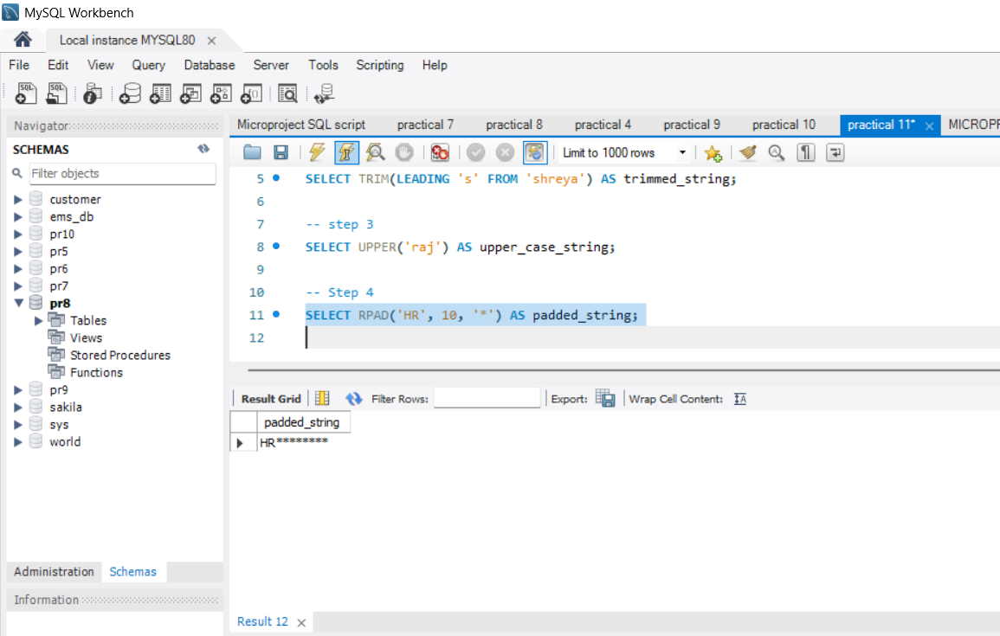 MySQL Workbench
Local instance MYSQL80
File Edit View Query Database Server Tools Scripting Help
Navigator
SCHEMAS
Filter objects
customer
ems_db
pr10
pr5
pr6
pr7
pr8
Tables
Views
Stored Procedures
Functions
pr9
sakila
sys
world
Administration Schemas
Information
Microproject SQL script practical 7 practical 8 practical 4 practical 9 practical 10 practical 11* MICROPR
Limit to 1000 rows
5 SELECT TRIM(LEADING 's' FROM 'shreya') AS trimmed_string;
6
7 -- step 3
8 SELECT UPPER('raj') AS upper_case_string;
9
10 -- Step 4
11 SELECT RPAD('HR', 10, '*') AS padded_string;
12
Result Grid Filter Rows: Export: Wrap Cell Content:
padded_string
HR********
Result 12